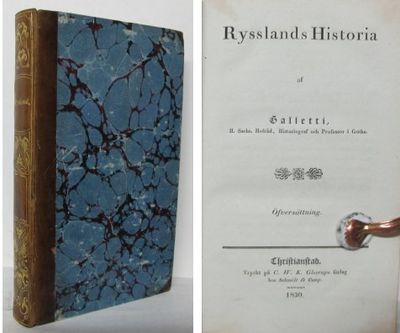 Rysslands Historia
af
Galletti,
H. Sachs. Hofråd, Historiograf och Professor i Gotha.
Öfversättning.
Christianstad.
Tryckt på C. W. K. Gleerups förlag
hos Schmidt & Comp.
1830.